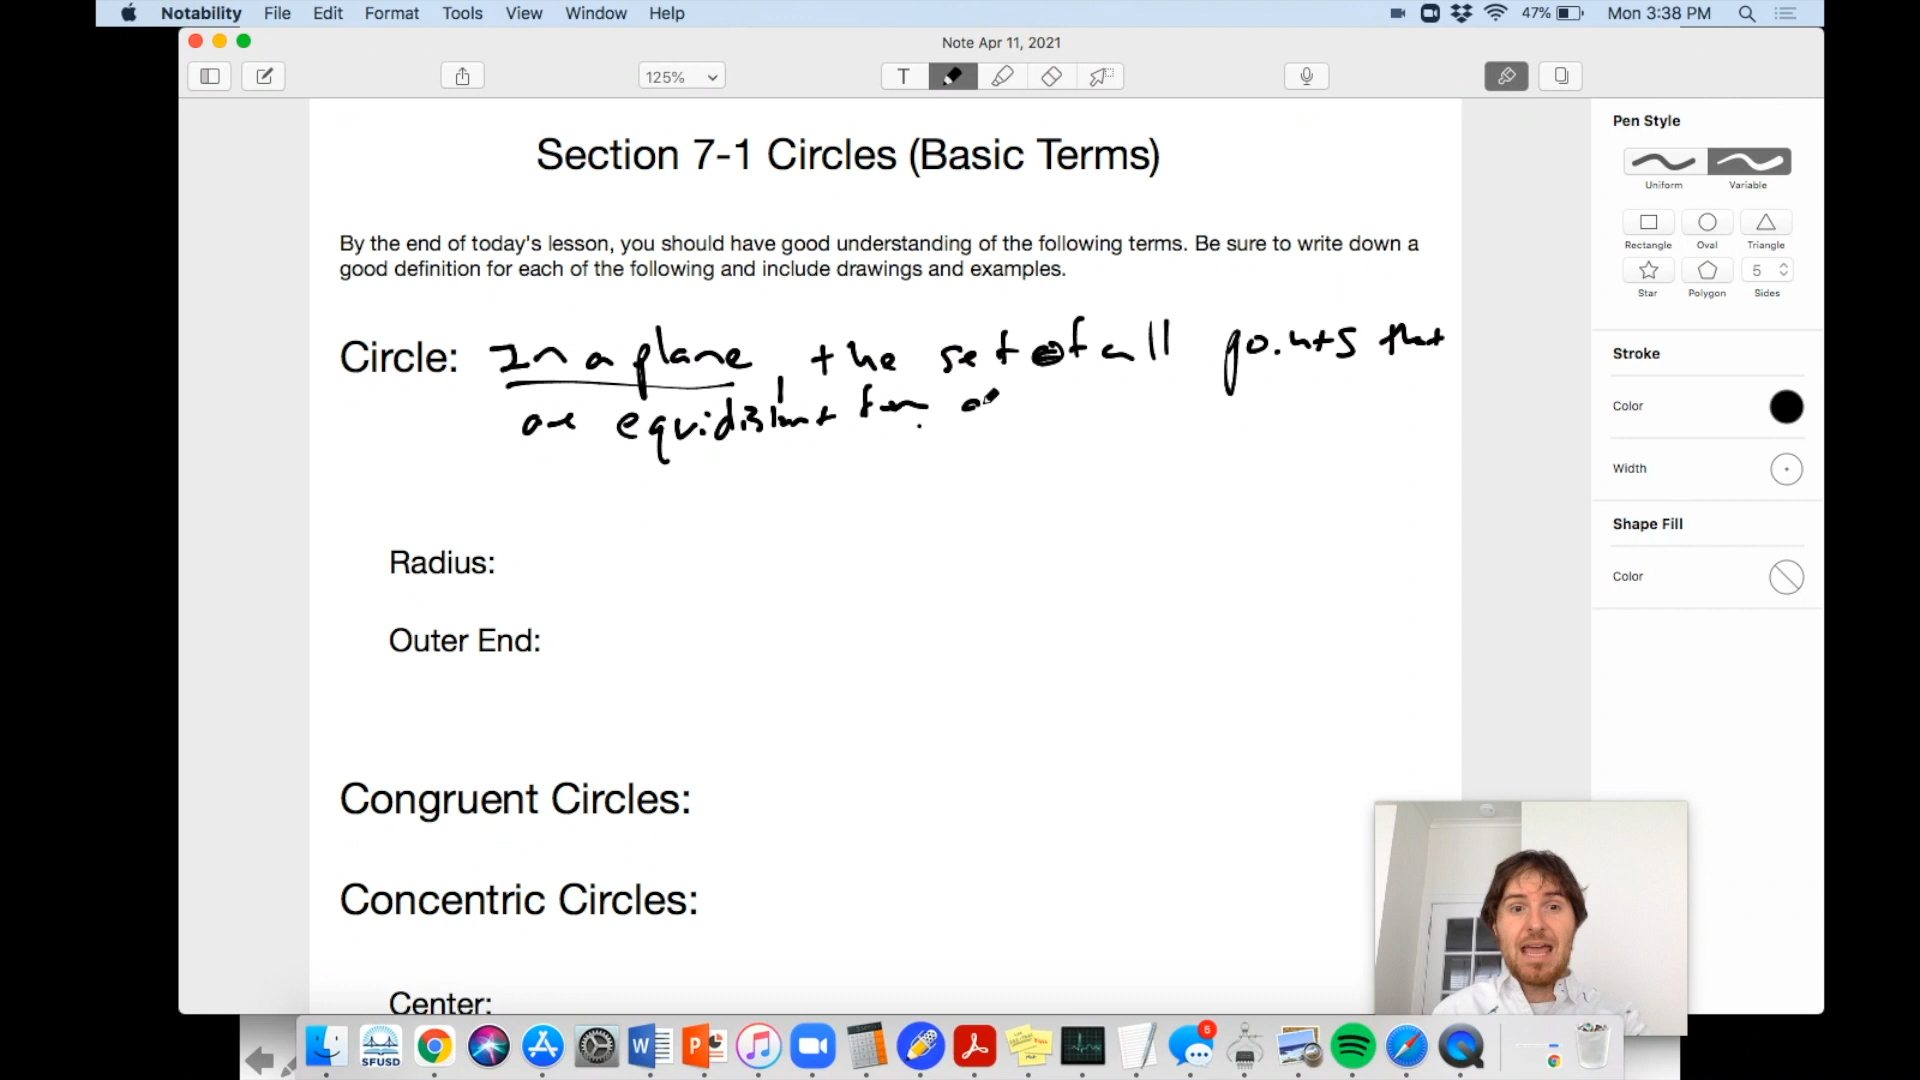 Notability File Edit Format Tools View Window Help 47% Mon 3:38 PM
Note Apr 11, 2021
125% T
Section 7-1 Circles (Basic Terms)
By the end of today's lesson, you should have good understanding of the following terms. Be sure to write down a
good definition for each of the following and include drawings and examples.
Circle: In a plane, the set of all points that
are equidistant from a
Radius:
Outer End:
Congruent Circles:
Concentric Circles:
Center:
Pen Style
Uniform Variable
Rectangle Oval Triangle
5
Star Polygon Sides
Stroke
Color
Width
Shape Fill
Color
SFUSD
W
P
5